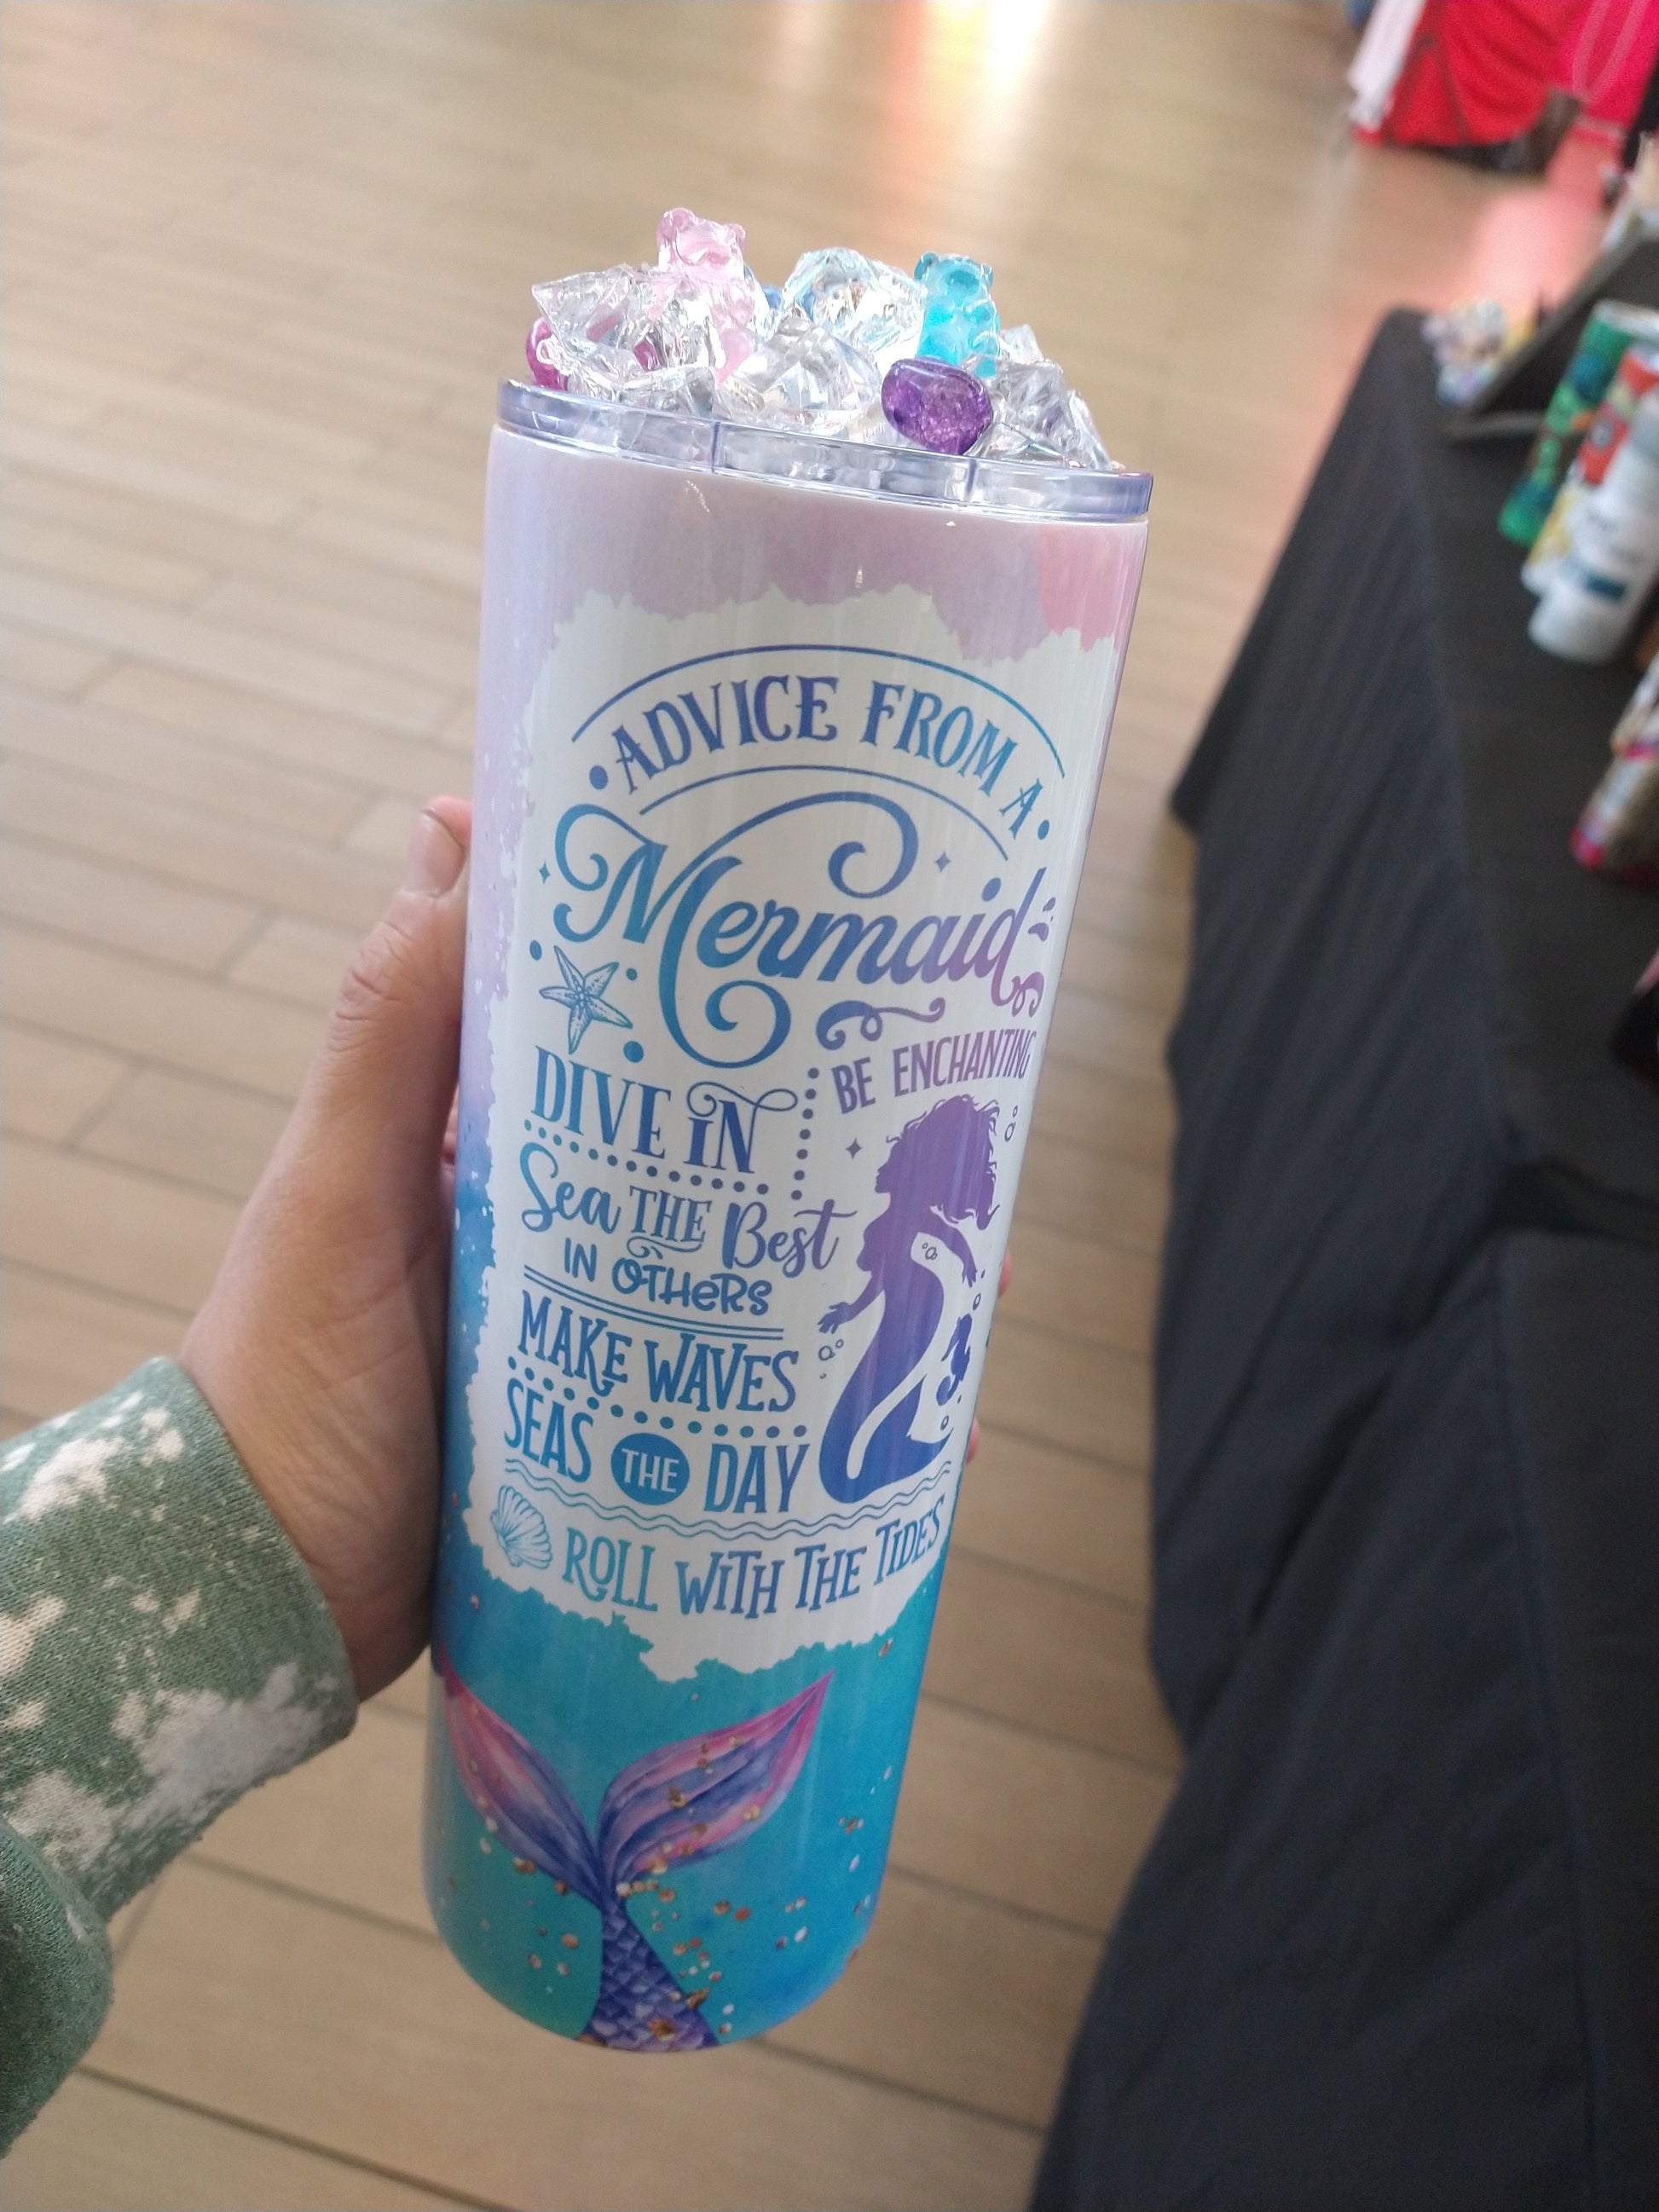 ADVICE FROM A
Mermaid
BE ENCHANTING
DIVE IN
Sea THE Best
IN OTHERS
MAKE WAVES
SEAS THE DAY
ROLL WITH THE TIDES